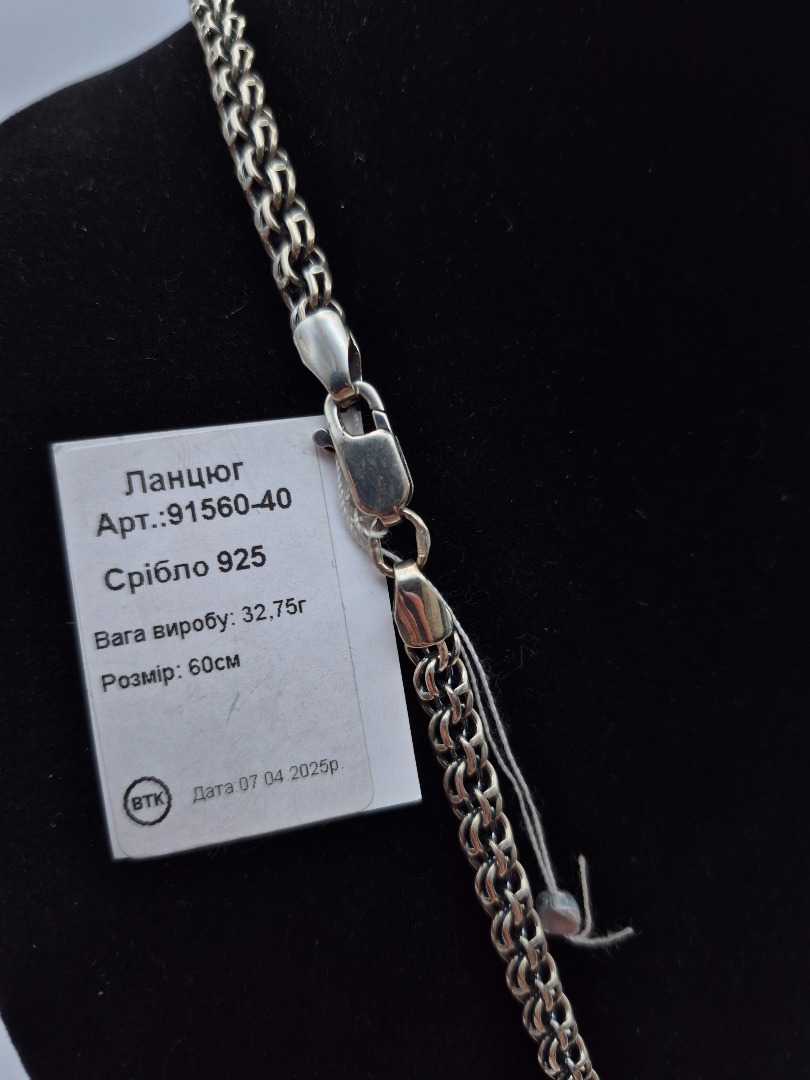 Ланцюг
Арт.:91560-40
Срібло 925
Вага виробу: 32,75г
Розмір: 60см
ВТК Дата:07 04 2025р.